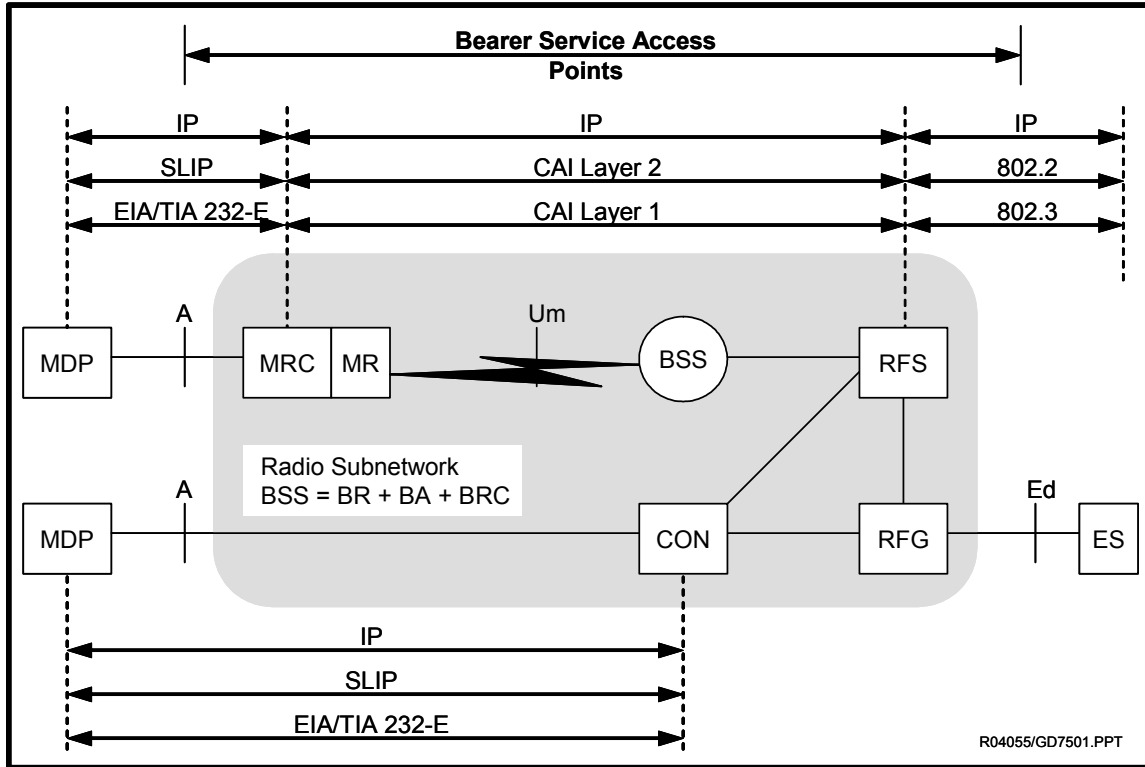 Bearer Service Access
Points
IP
IP
IP
SLIP
CAI Layer 2
802.2
EIA/TIA 232-E
CAI Layer 1
802.3
A
Um
MDP
MRC
MR
BSS
RFS
Radio Subnetwork
BSS = BR + BA + BRC
A
Ed
MDP
CON
RFG
ES
IP
SLIP
EIA/TIA 232-E
R04055/GD7501.PPT